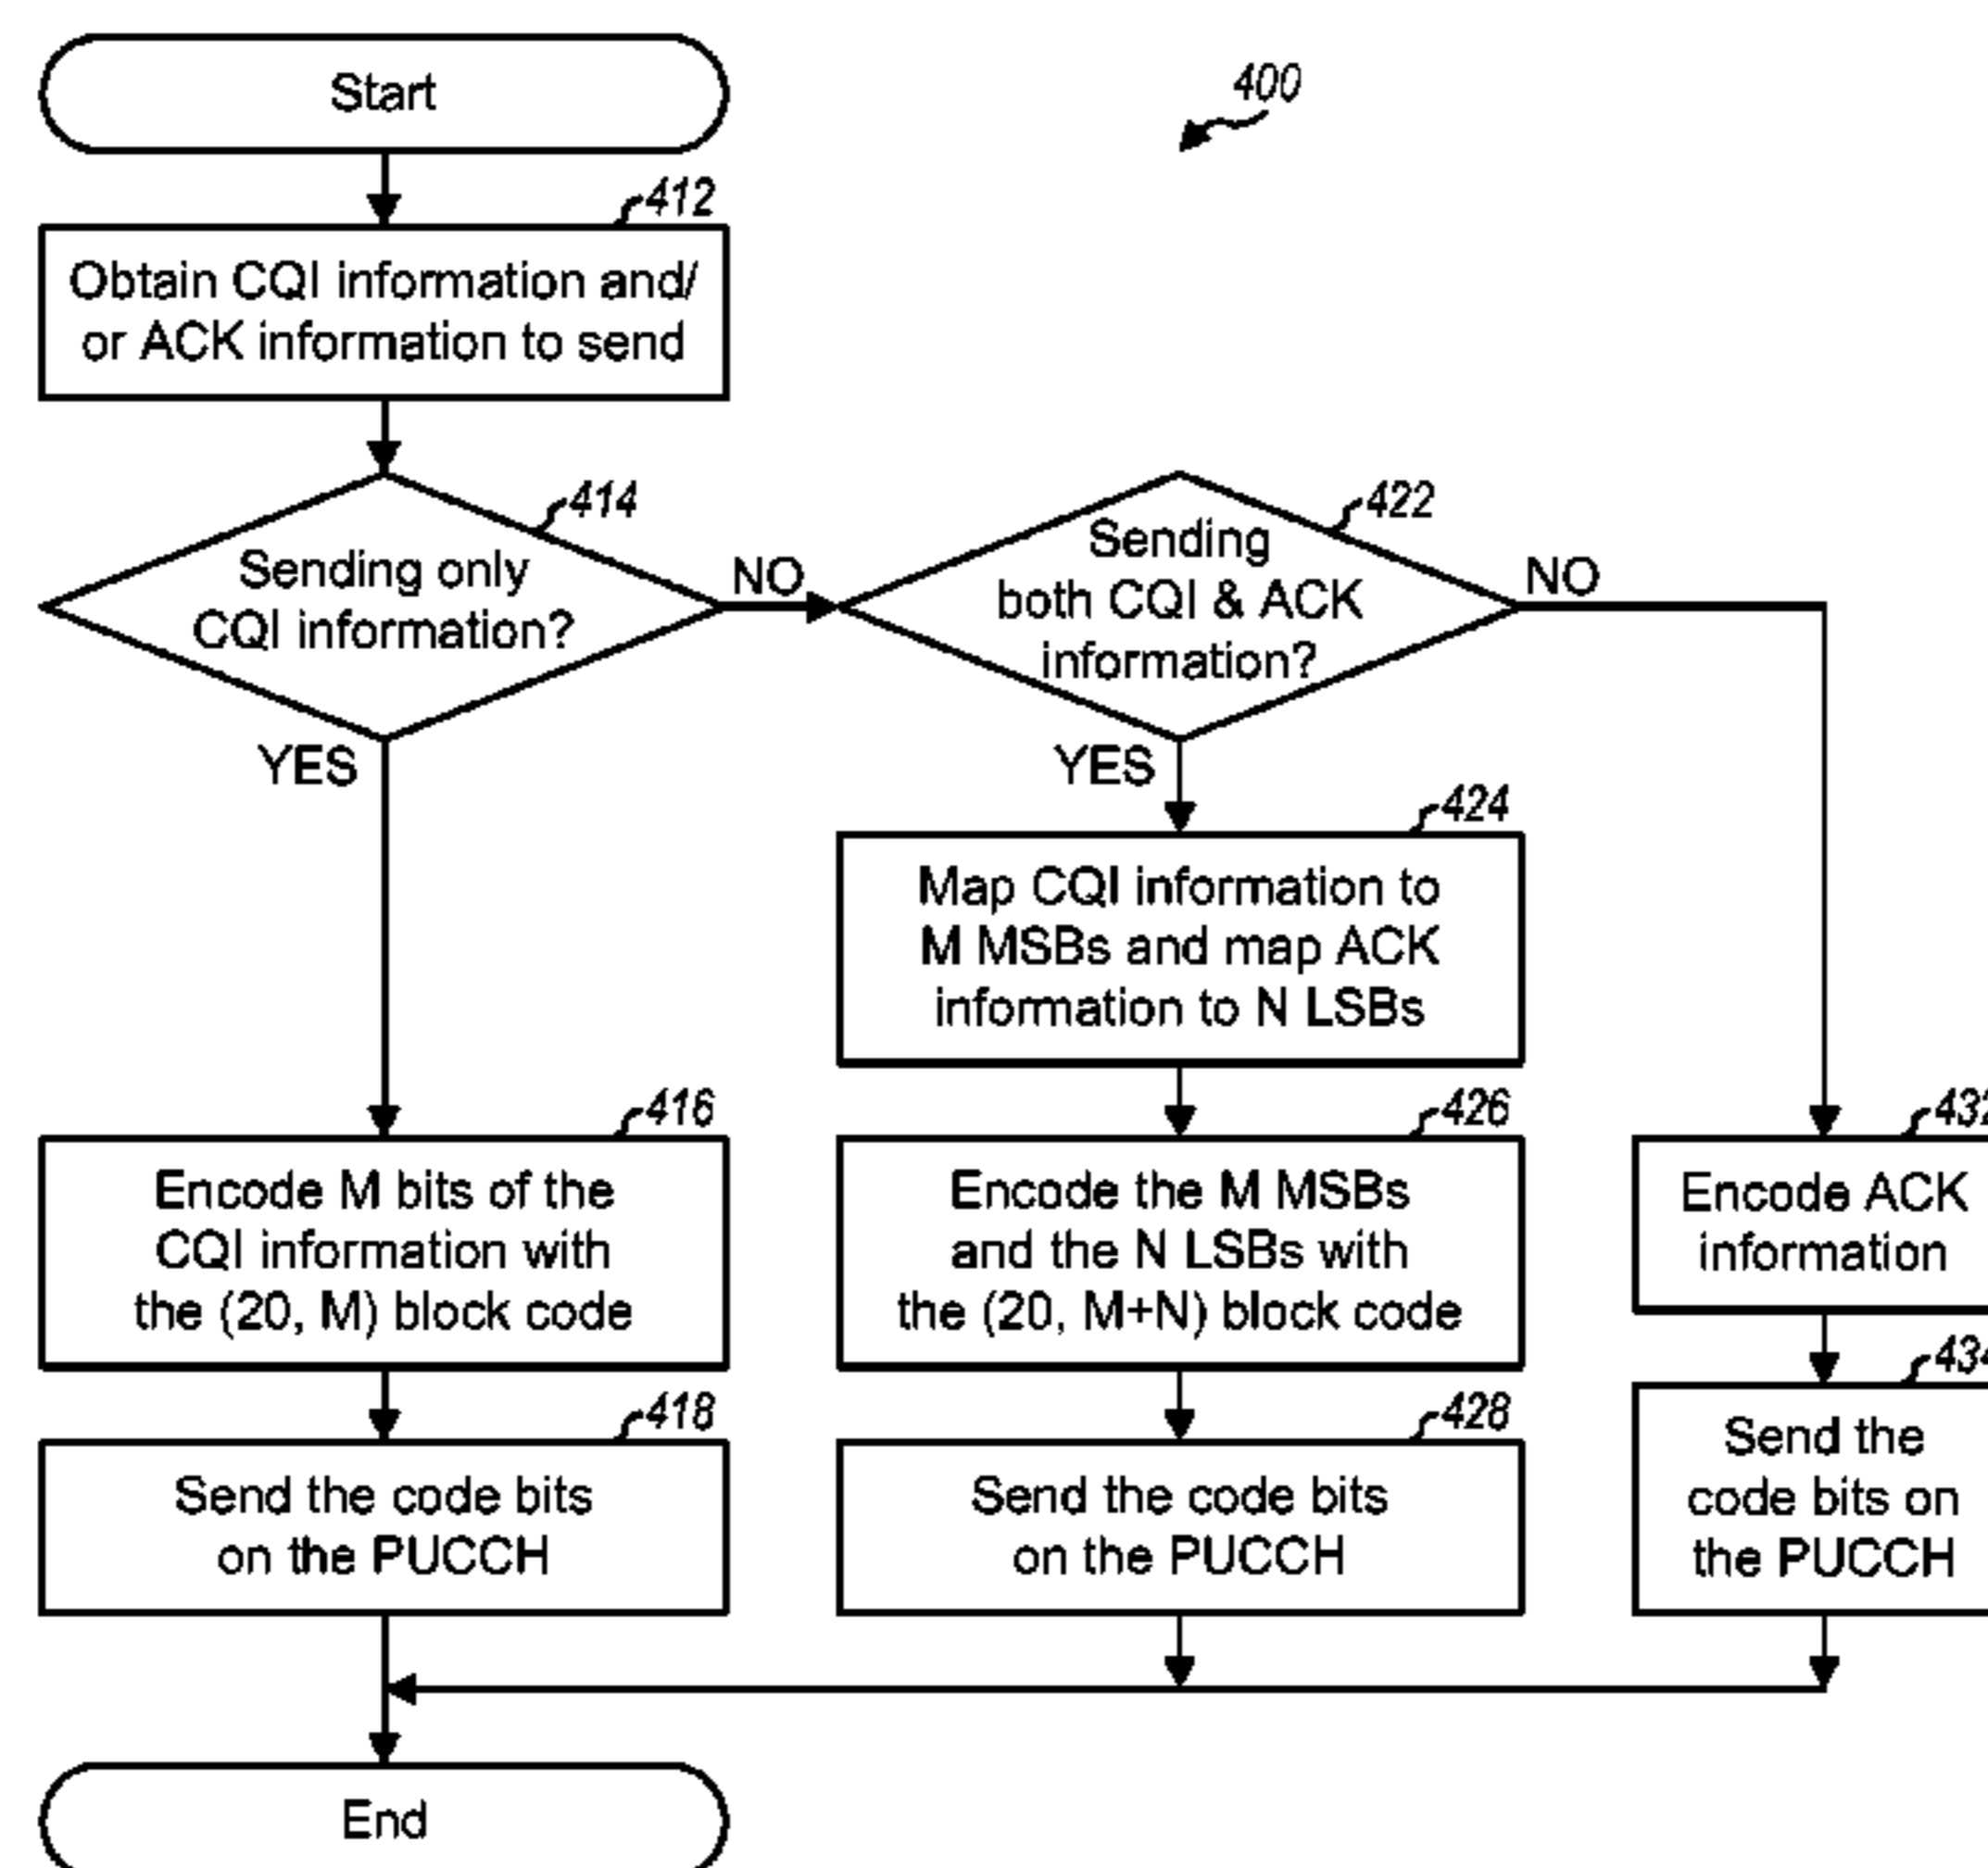 Start
400
412
Obtain CQI information and/
or ACK information to send
414
Sending only
CQI information?
NO
YES
422
Sending
both CQI & ACK
information?
NO
YES
424
Map CQI information to
M MSBs and map ACK
information to N LSBs
416
Encode M bits of the
CQI information with
the (20, M) block code
426
Encode the M MSBs
and the N LSBs with
the (20, M+N) block code
432
Encode ACK
information
418
Send the code bits
on the PUCCH
428
Send the code bits
on the PUCCH
434
Send the
code bits on
the PUCCH
End